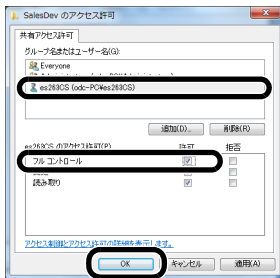 SalesDev のアクセス許可
共有アクセス許可
グループ名またはユーザー名(G):
Everyone
es263CS (odc-PC¥es263CS)
追加(D)... 削除(R)
es263CS のアクセス許可(P) 許可 拒否
フル コントロール
読み取り
アクセス制御とアクセス許可の詳細を表示します。
OK キャンセル 適用(A)